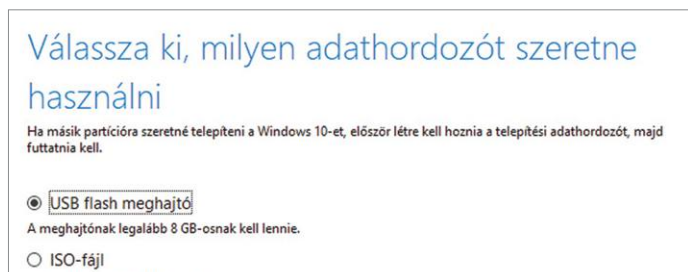 Válassza ki, milyen adathordozót szeretne
használni
Ha másik partícióra szeretné telepíteni a Windows 10-et, először létre kell hoznia a telepítési adathordozót, majd
futtatnia kell.
USB flash meghajtó
A meghajtónak legalább 8 GB-osnak kell lennie.
ISO-fájl